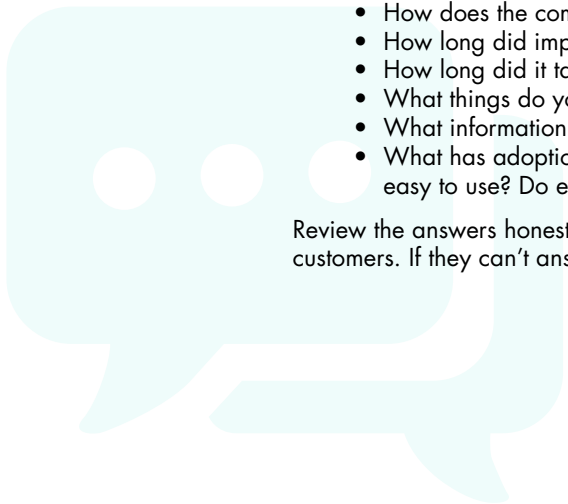 • How does the com
• How long did imp
• How long did it ta
• What things do yo
• What information
• What has adoptio
easy to use? Do e
Review the answers honest
customers. If they can’t ans